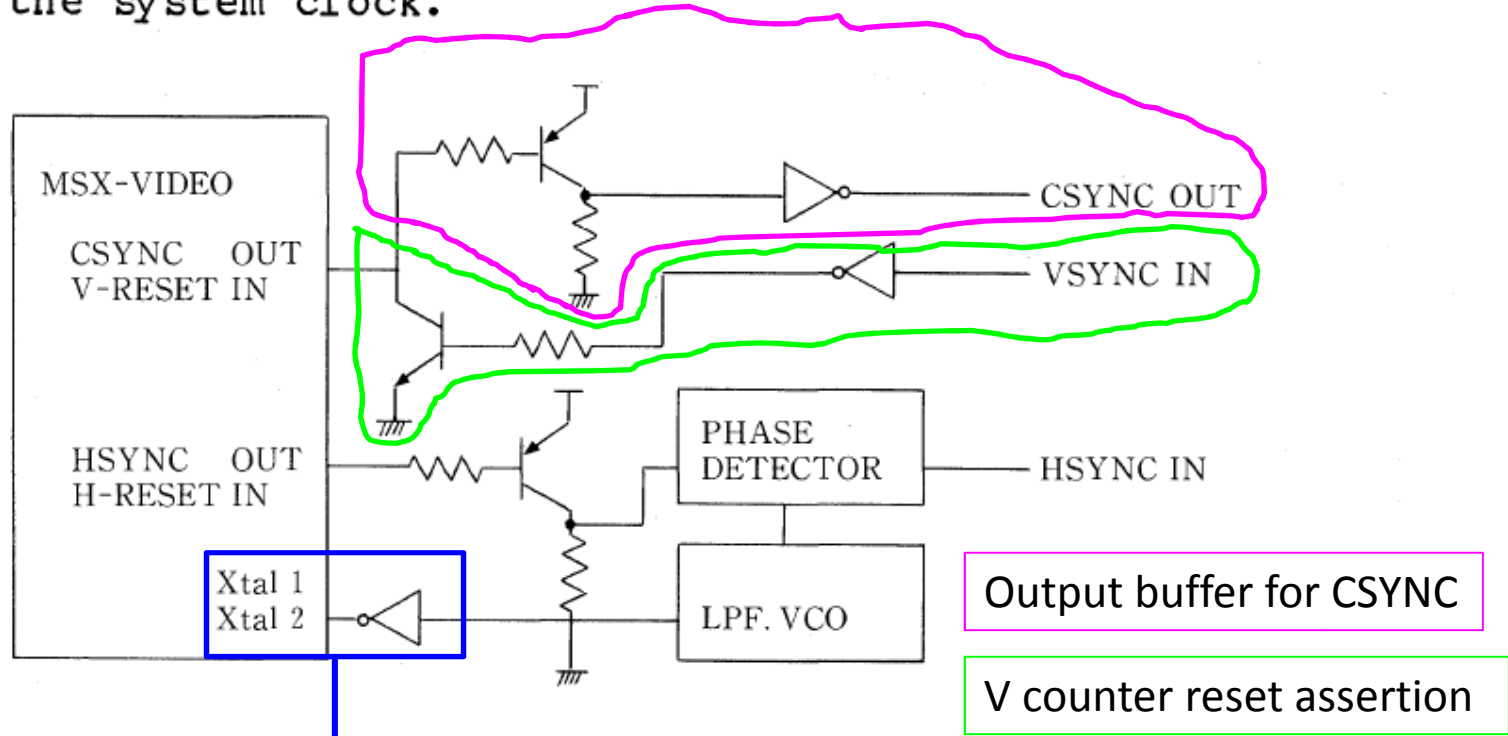 the system clock.
MSX-VIDEO
CSYNC OUT
CSYNC OUT
V-RESET IN
VSYNC IN
HSYNC OUT
H-RESET IN
PHASE
DETECTOR
HSYNC IN
Xtal 1
Xtal 2
LPF. VCO
Output buffer for CSYNC
V counter reset assertion